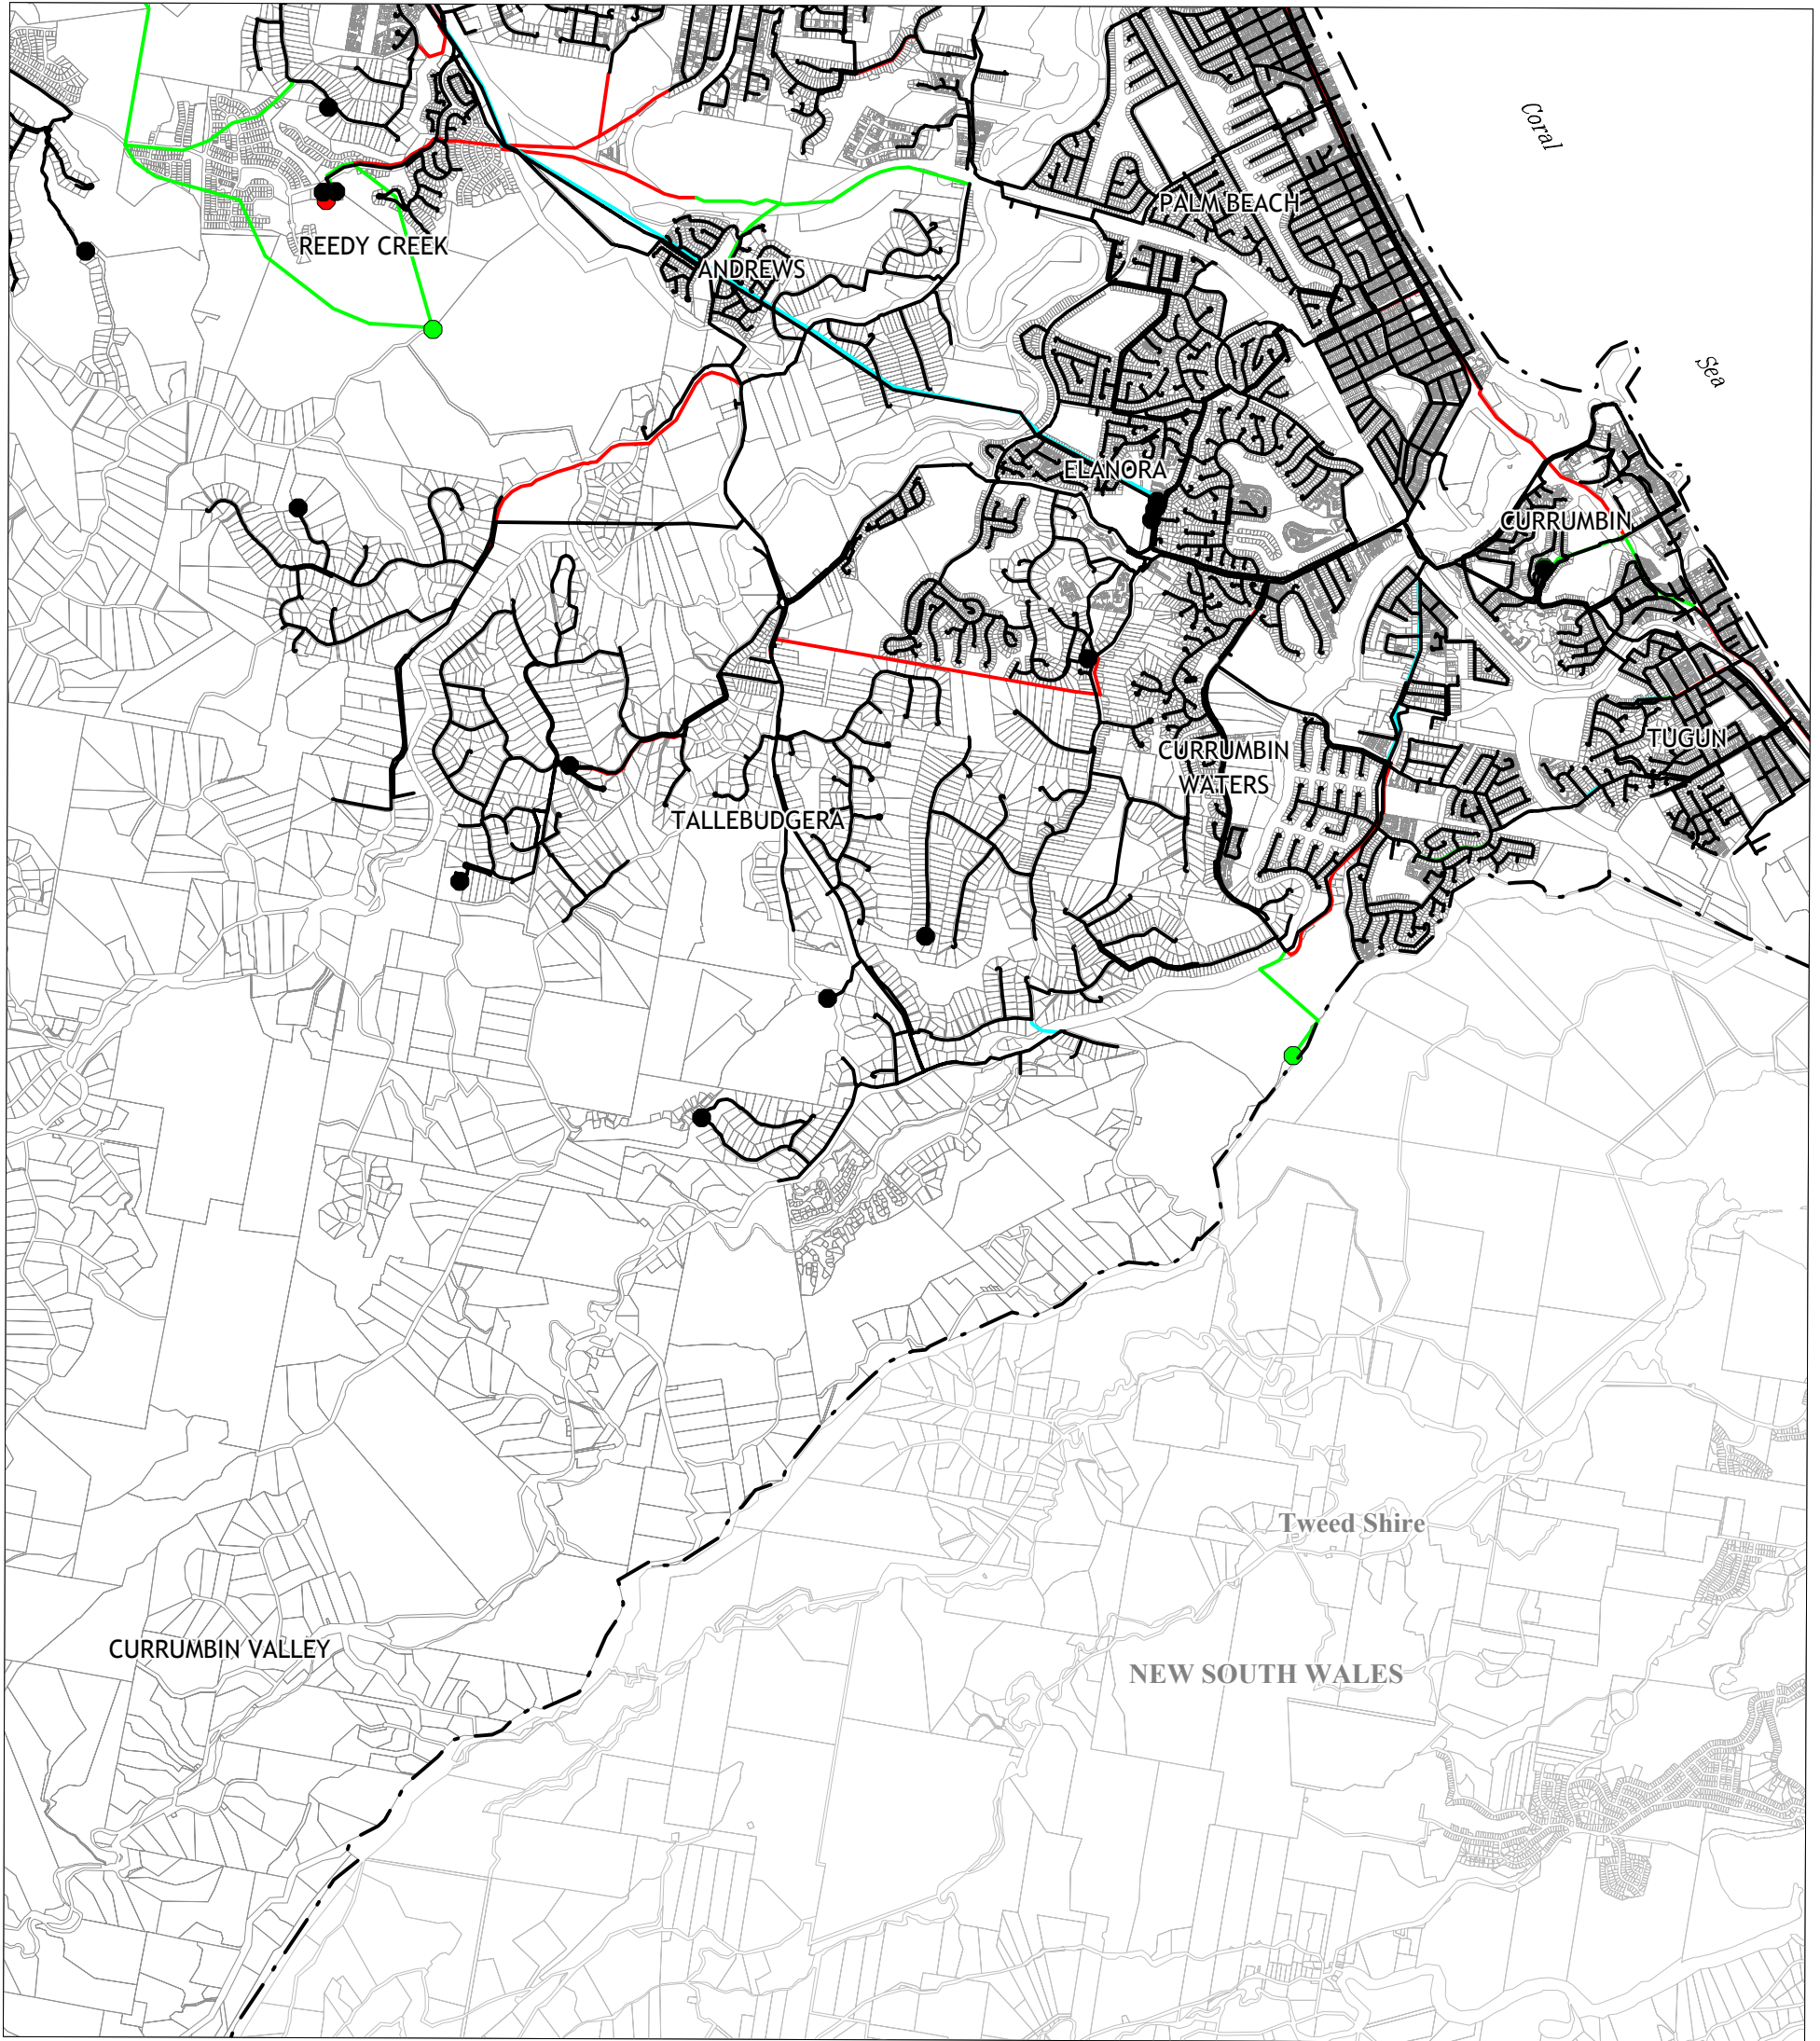 Coral
Sea
PALM BEACH
REEDY CREEK
ANDREWS
ELANORA
CURRUMBIN
CURRUMBIN
WATERS
TUGUN
TALLEBUDGERA
Tweed Shire
CURRUMBIN VALLEY
NEW SOUTH WALES